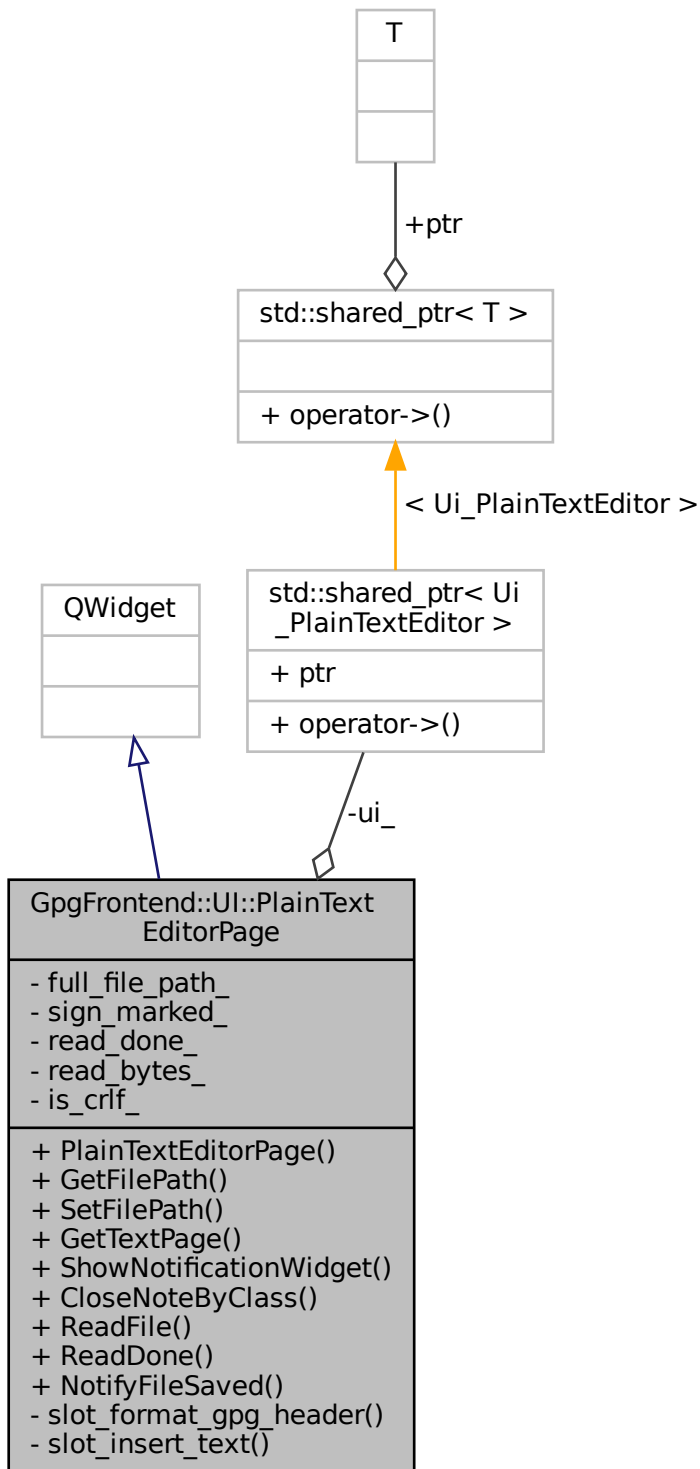 T
+ptr
std::shared_ptr< T >
+ operator->()
< Ui_PlainTextEditor >
QWidget
std::shared_ptr< Ui
_PlainTextEditor >
+ ptr
+ operator->()
-ui_
GpgFrontend::UI::PlainText
EditorPage
- full_file_path_
- sign_marked_
- read_done_
- read_bytes_
- is_crlf_
+ PlainTextEditorPage()
+ GetFilePath()
+ SetFilePath()
+ GetTextPage()
+ ShowNotificationWidget()
+ CloseNoteByClass()
+ ReadFile()
+ ReadDone()
+ NotifyFileSaved()
- slot_format_gpg_header()
- slot_insert_text()